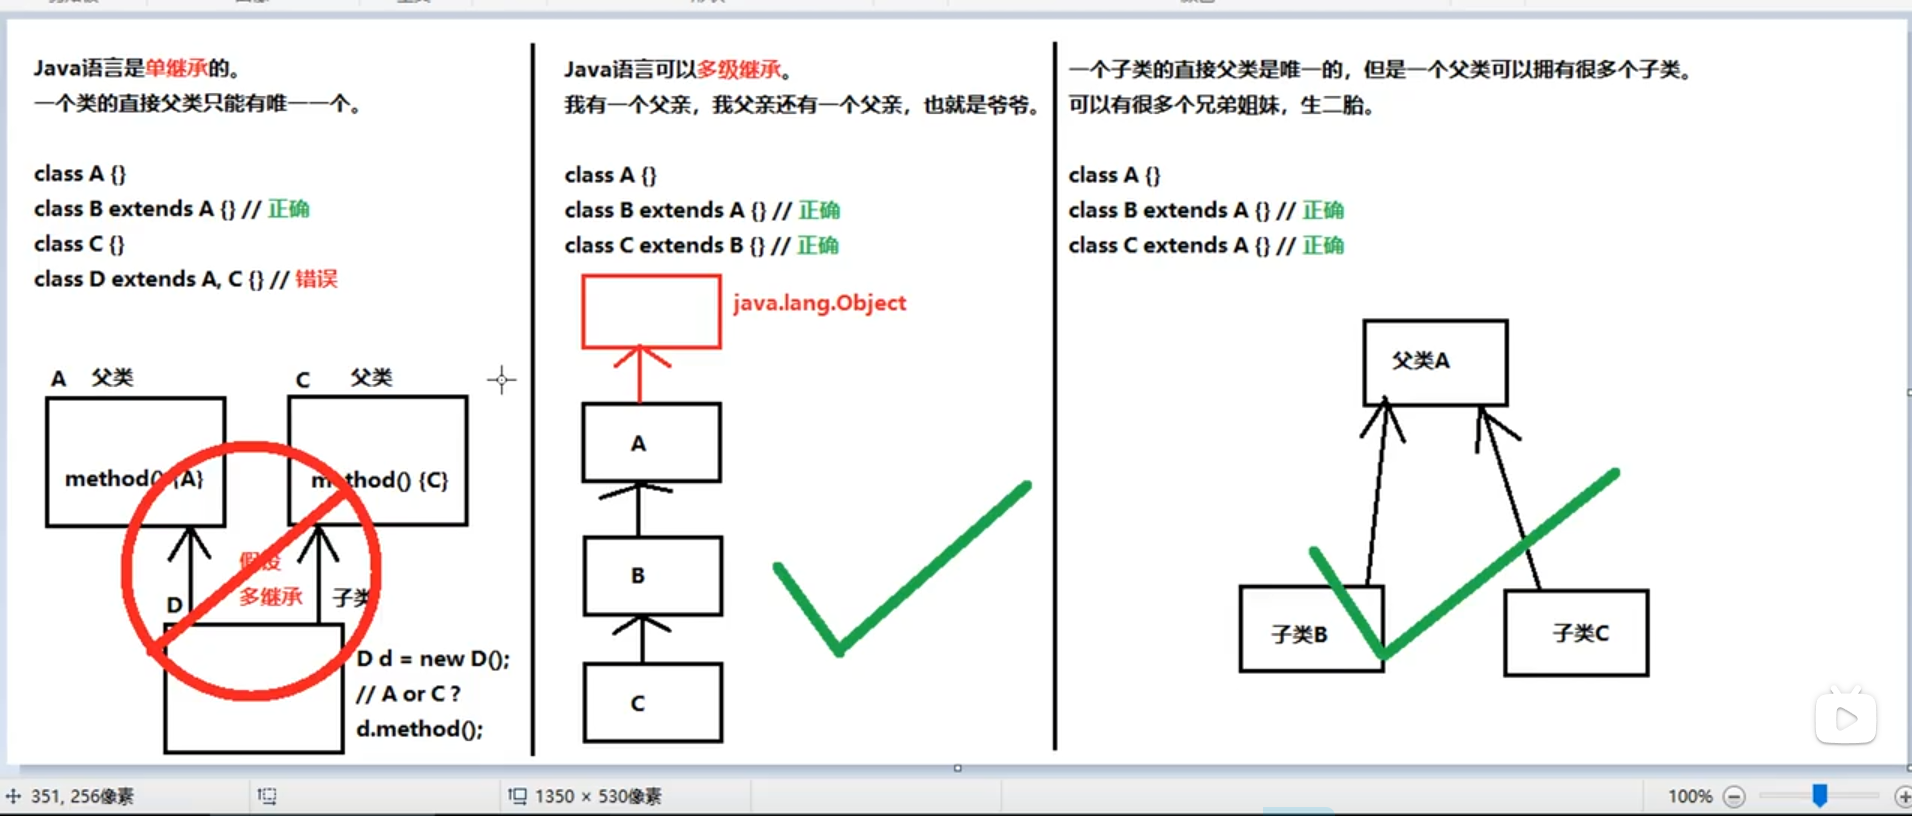 Java语言是单继承的。
一个类的直接父类只能有唯一一个。
class A {}
class B extends A {} // 正确
class C {}
class D extends A, C {} // 错误
A 父类
C 父类
method() {A}
method() {C}
假设
多继承
D
子类
D d = new D();
// A or C ?
d.method();
Java语言可以多级继承。
我有一个父亲，我父亲还有一个父亲，也就是爷爷。
class A {}
class B extends A {} // 正确
class C extends B {} // 正确
java.lang.Object
A
B
C
一个子类的直接父类是唯一的，但是一个父类可以拥有很多个子类。
可以有很多个兄弟姐妹，生二胎。
class A {}
class B extends A {} // 正确
class C extends A {} // 正确
父类A
子类B
子类C
351, 256像素
1350 × 530像素
100%